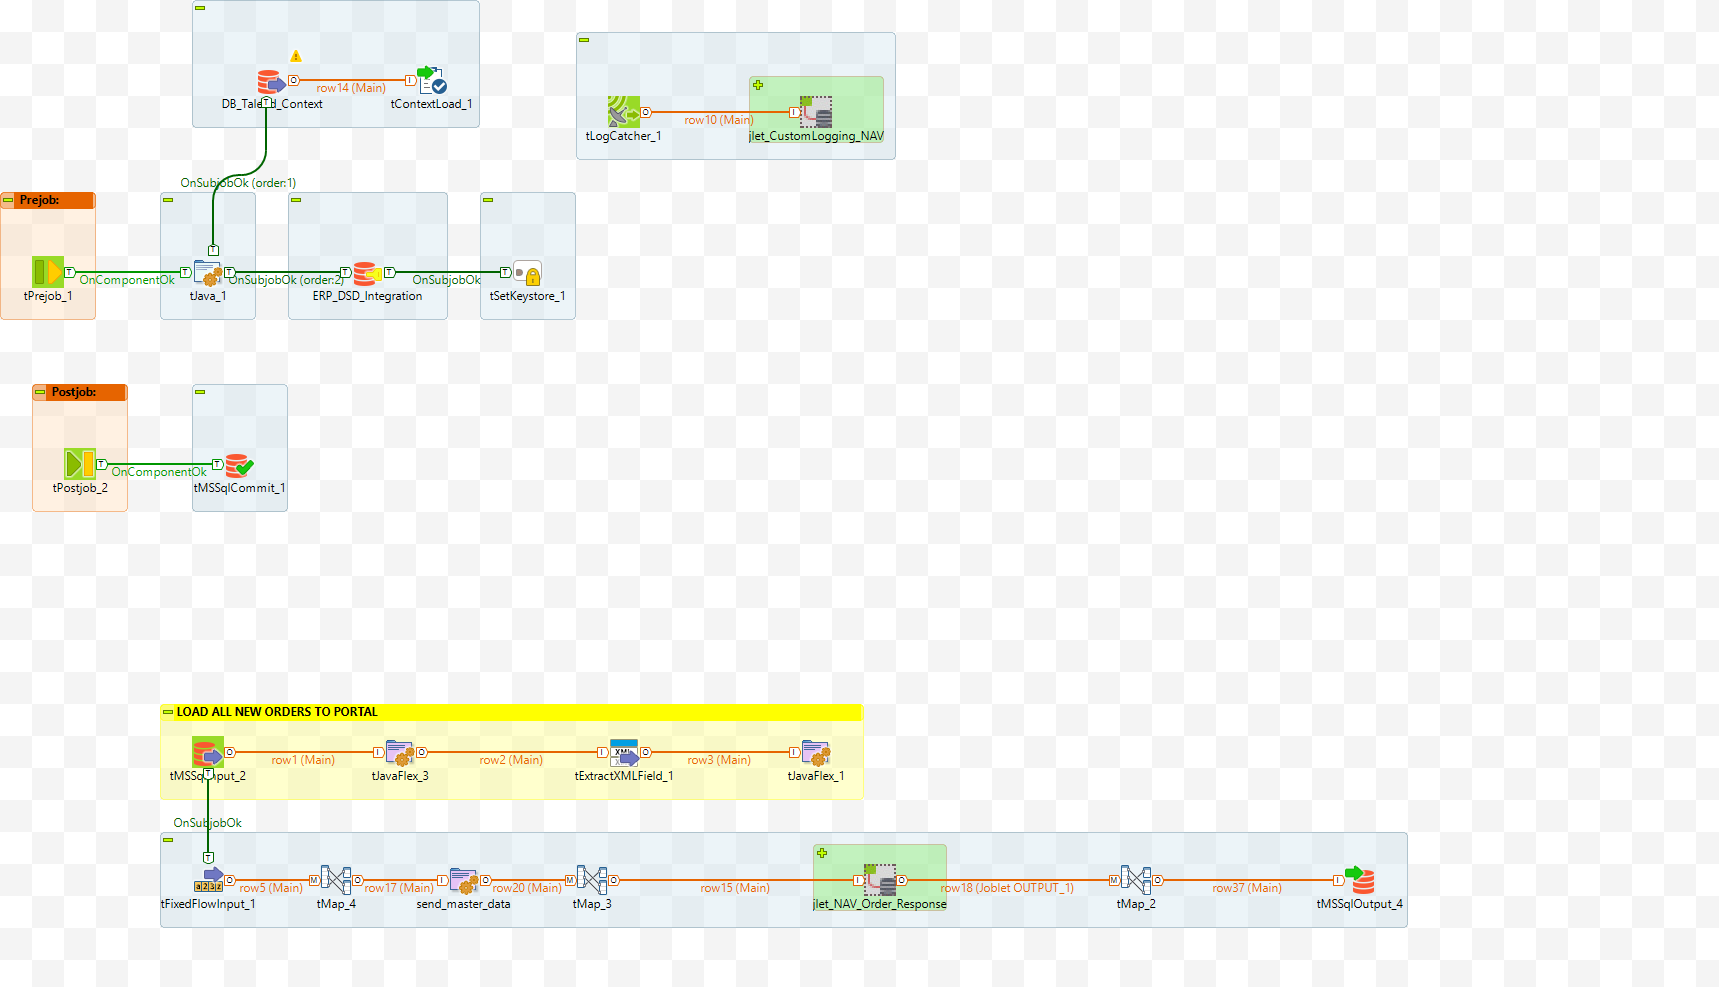 row14 (Main)
DB_Talend_Context
tContextLoad_1
row10 (Main)
tLogCatcher_1
jlet_CustomLogging_NAV
OnSubjobOk (order:1)
Prejob:
OnComponentOk
OnSubjobOk (order:2)
OnSubjobOk
tPrejob_1
tJava_1
ERP_DSD_Integration
tSetKeystore_1
Postjob:
OnComponentOk
tPostjob_2
tMSSqlCommit_1
LOAD ALL NEW ORDERS TO PORTAL
row1 (Main)
row2 (Main)
row3 (Main)
tMSSqlInput_2
tJavaFlex_3
tExtractXMLField_1
tJavaFlex_1
OnSubjobOk
row5 (Main)
row17 (Main)
row20 (Main)
row15 (Main)
row18 (Joblet OUTPUT_1)
row37 (Main)
tFixedFlowInput_1
tMap_4
send_master_data
tMap_3
jlet_NAV_Order_Response
tMap_2
tMSSqlOutput_4